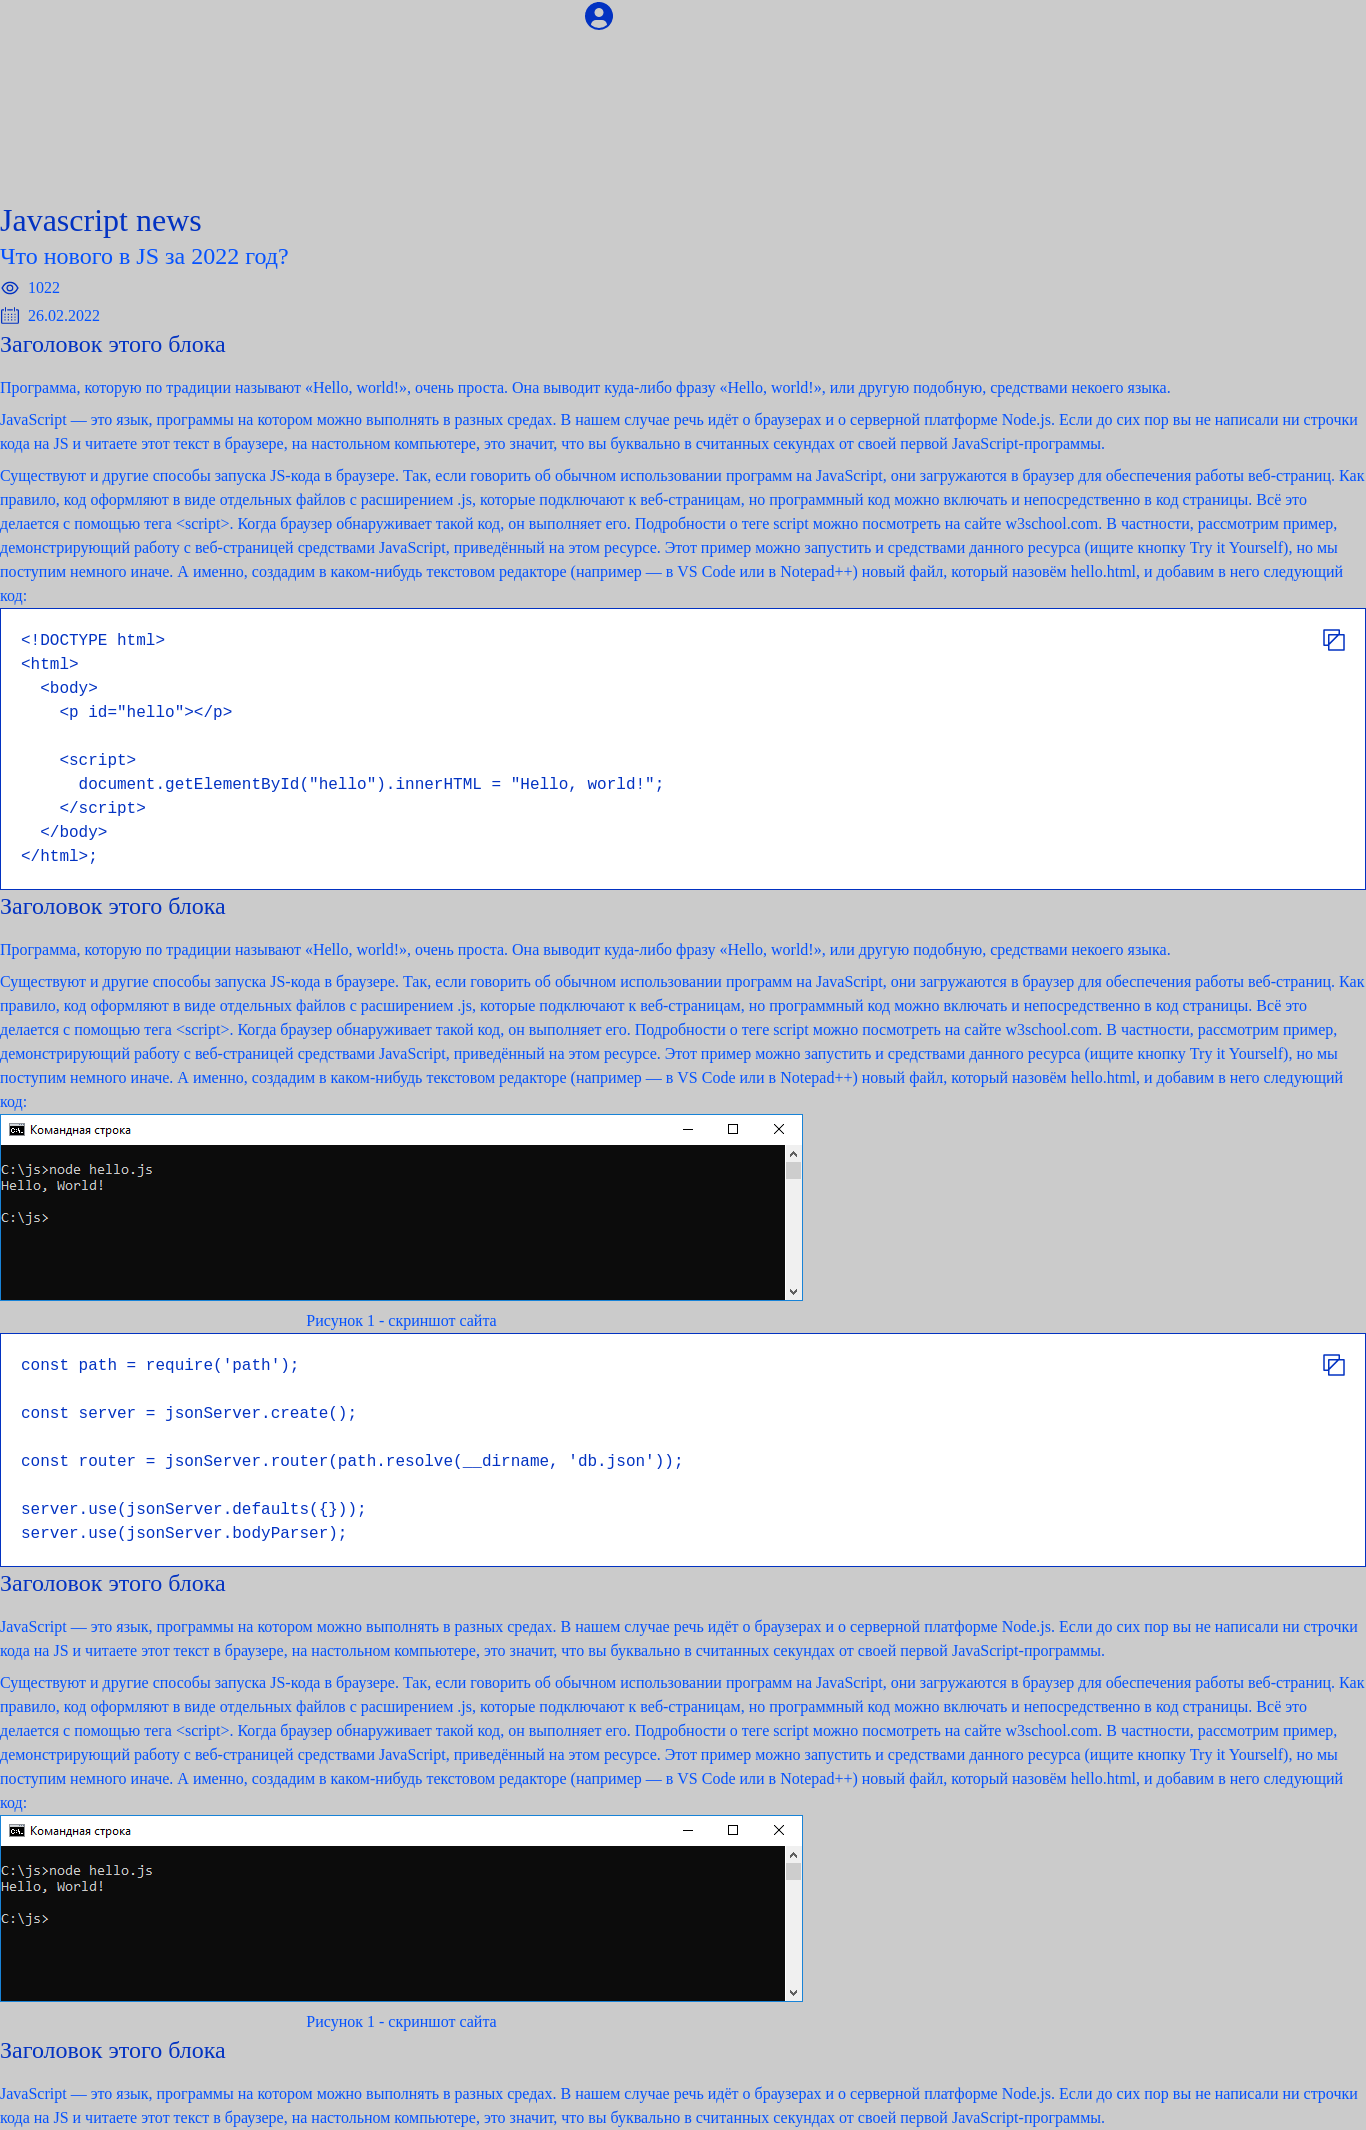 Javascript news
Что нового в JS за 2022 год?
1022
26.02.2022
Заголовок этого блока
Программа, которую по традиции называют «Hello, world!», очень проста. Она выводит куда-либо фразу «Hello, world!», или другую подобную, средствами некоего языка.
JavaScript — это язык, программы на котором можно выполнять в разных средах. В нашем случае речь идёт о браузерах и о серверной платформе Node.js. Если до сих пор вы не написали ни строчки
кода на JS и читаете этот текст в браузере, на настольном компьютере, это значит, что вы буквально в считанных секундах от своей первой JavaScript-программы.
Существуют и другие способы запуска JS-кода в браузере. Так, если говорить об обычном использовании программ на JavaScript, они загружаются в браузер для обеспечения работы веб-страниц. Как
правило, код оформляют в виде отдельных файлов с расширением .js, которые подключают к веб-страницам, но программный код можно включать и непосредственно в код страницы. Всё это
делается с помощью тега <script>. Когда браузер обнаруживает такой код, он выполняет его. Подробности о теге script можно посмотреть на сайте w3school.com. В частности, рассмотрим пример,
демонстрирующий работу с веб-страницей средствами JavaScript, приведённый на этом ресурсе. Этот пример можно запустить и средствами данного ресурса (ищите кнопку Try it Yourself), но мы
поступим немного иначе. А именно, создадим в каком-нибудь текстовом редакторе (например — в VS Code или в Notepad++) новый файл, который назовём hello.html, и добавим в него следующий
код:
<!DOCTYPE html>
<html>
  <body>
    <p id="hello"></p>
    <script>
      document.getElementById("hello").innerHTML = "Hello, world!";
    </script>
  </body>
</html>;
Заголовок этого блока
Программа, которую по традиции называют «Hello, world!», очень проста. Она выводит куда-либо фразу «Hello, world!», или другую подобную, средствами некоего языка.
Существуют и другие способы запуска JS-кода в браузере. Так, если говорить об обычном использовании программ на JavaScript, они загружаются в браузер для обеспечения работы веб-страниц. Как
правило, код оформляют в виде отдельных файлов с расширением .js, которые подключают к веб-страницам, но программный код можно включать и непосредственно в код страницы. Всё это
делается с помощью тега <script>. Когда браузер обнаруживает такой код, он выполняет его. Подробности о теге script можно посмотреть на сайте w3school.com. В частности, рассмотрим пример,
демонстрирующий работу с веб-страницей средствами JavaScript, приведённый на этом ресурсе. Этот пример можно запустить и средствами данного ресурса (ищите кнопку Try it Yourself), но мы
поступим немного иначе. А именно, создадим в каком-нибудь текстовом редакторе (например — в VS Code или в Notepad++) новый файл, который назовём hello.html, и добавим в него следующий
код:
Командная строка
C:\js>node hello.js
Hello, World!
C:\js>
Рисунок 1 - скриншот сайта
const path = require('path');
const server = jsonServer.create();
const router = jsonServer.router(path.resolve(__dirname, 'db.json'));
server.use(jsonServer.defaults({}));
server.use(jsonServer.bodyParser);
Заголовок этого блока
JavaScript — это язык, программы на котором можно выполнять в разных средах. В нашем случае речь идёт о браузерах и о серверной платформе Node.js. Если до сих пор вы не написали ни строчки
кода на JS и читаете этот текст в браузере, на настольном компьютере, это значит, что вы буквально в считанных секундах от своей первой JavaScript-программы.
Существуют и другие способы запуска JS-кода в браузере. Так, если говорить об обычном использовании программ на JavaScript, они загружаются в браузер для обеспечения работы веб-страниц. Как
правило, код оформляют в виде отдельных файлов с расширением .js, которые подключают к веб-страницам, но программный код можно включать и непосредственно в код страницы. Всё это
делается с помощью тега <script>. Когда браузер обнаруживает такой код, он выполняет его. Подробности о теге script можно посмотреть на сайте w3school.com. В частности, рассмотрим пример,
демонстрирующий работу с веб-страницей средствами JavaScript, приведённый на этом ресурсе. Этот пример можно запустить и средствами данного ресурса (ищите кнопку Try it Yourself), но мы
поступим немного иначе. А именно, создадим в каком-нибудь текстовом редакторе (например — в VS Code или в Notepad++) новый файл, который назовём hello.html, и добавим в него следующий
код:
Командная строка
C:\js>node hello.js
Hello, World!
C:\js>
Рисунок 1 - скриншот сайта
Заголовок этого блока
JavaScript — это язык, программы на котором можно выполнять в разных средах. В нашем случае речь идёт о браузерах и о серверной платформе Node.js. Если до сих пор вы не написали ни строчки
кода на JS и читаете этот текст в браузере, на настольном компьютере, это значит, что вы буквально в считанных секундах от своей первой JavaScript-программы.